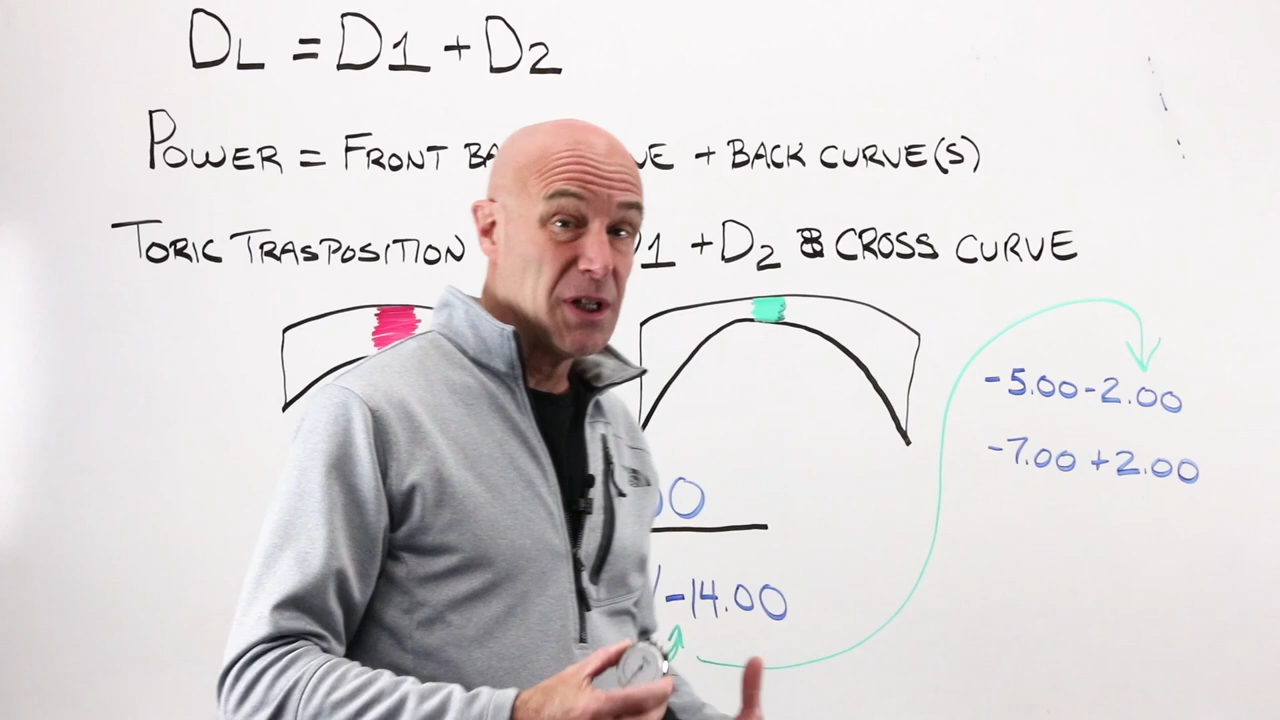 DL = D1 + D2
POWER = FRONT BA E + BACK CURVE(S)
TORIC TRASPOSITION 1 + D2 & CROSS CURVE
-5.00-2.00
-7.00+2.00
0
/-14.00